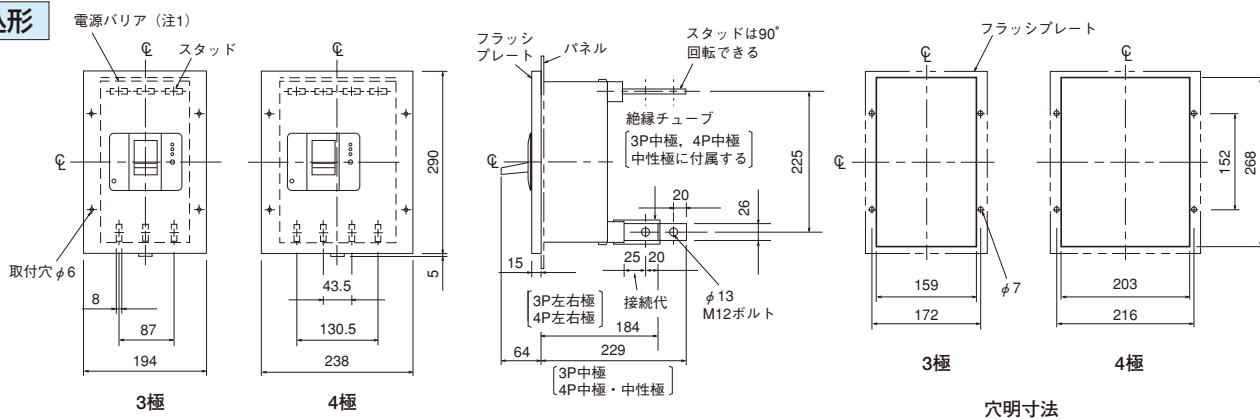 込形
電源バリア（注1）
スタッド
℄
℄
℄
290
5
取付穴φ6
8
87
194
3極
43.5
130.5
238
4極
フラッシ
プレート
パネル
スタッドは90°
回転できる
絶縁チューブ
3P中極，4P中極
中性極に付属する
℄
225
20
26
15
25
20
接続代
φ13
M12ボルト
3P左右極
4P左右極
184
64
229
3P中極
4P中極・中性極
フラッシプレート
℄
℄
℄
152
268
φ7
159
172
3極
203
216
4極
穴明寸法